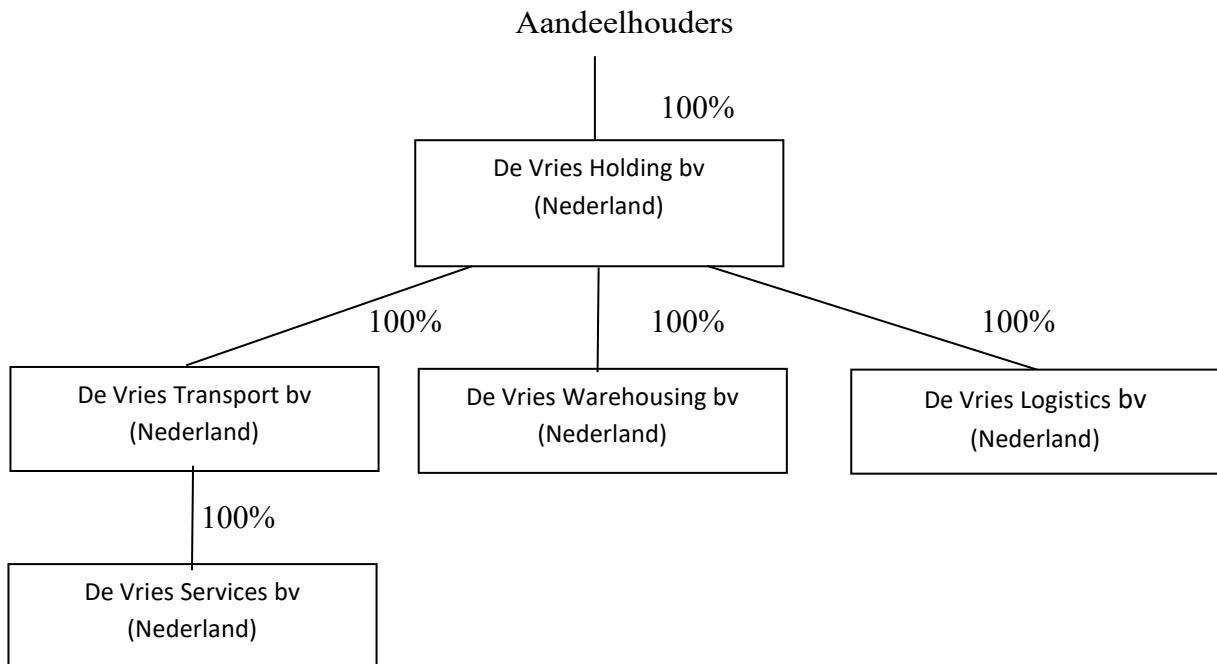 Aandeelhouders
100%
De Vries Holding bv
(Nederland)
100%
100%
100%
De Vries Transport bv
(Nederland)
De Vries Warehousing bv
(Nederland)
De Vries Logistics bv
(Nederland)
100%
De Vries Services bv
(Nederland)